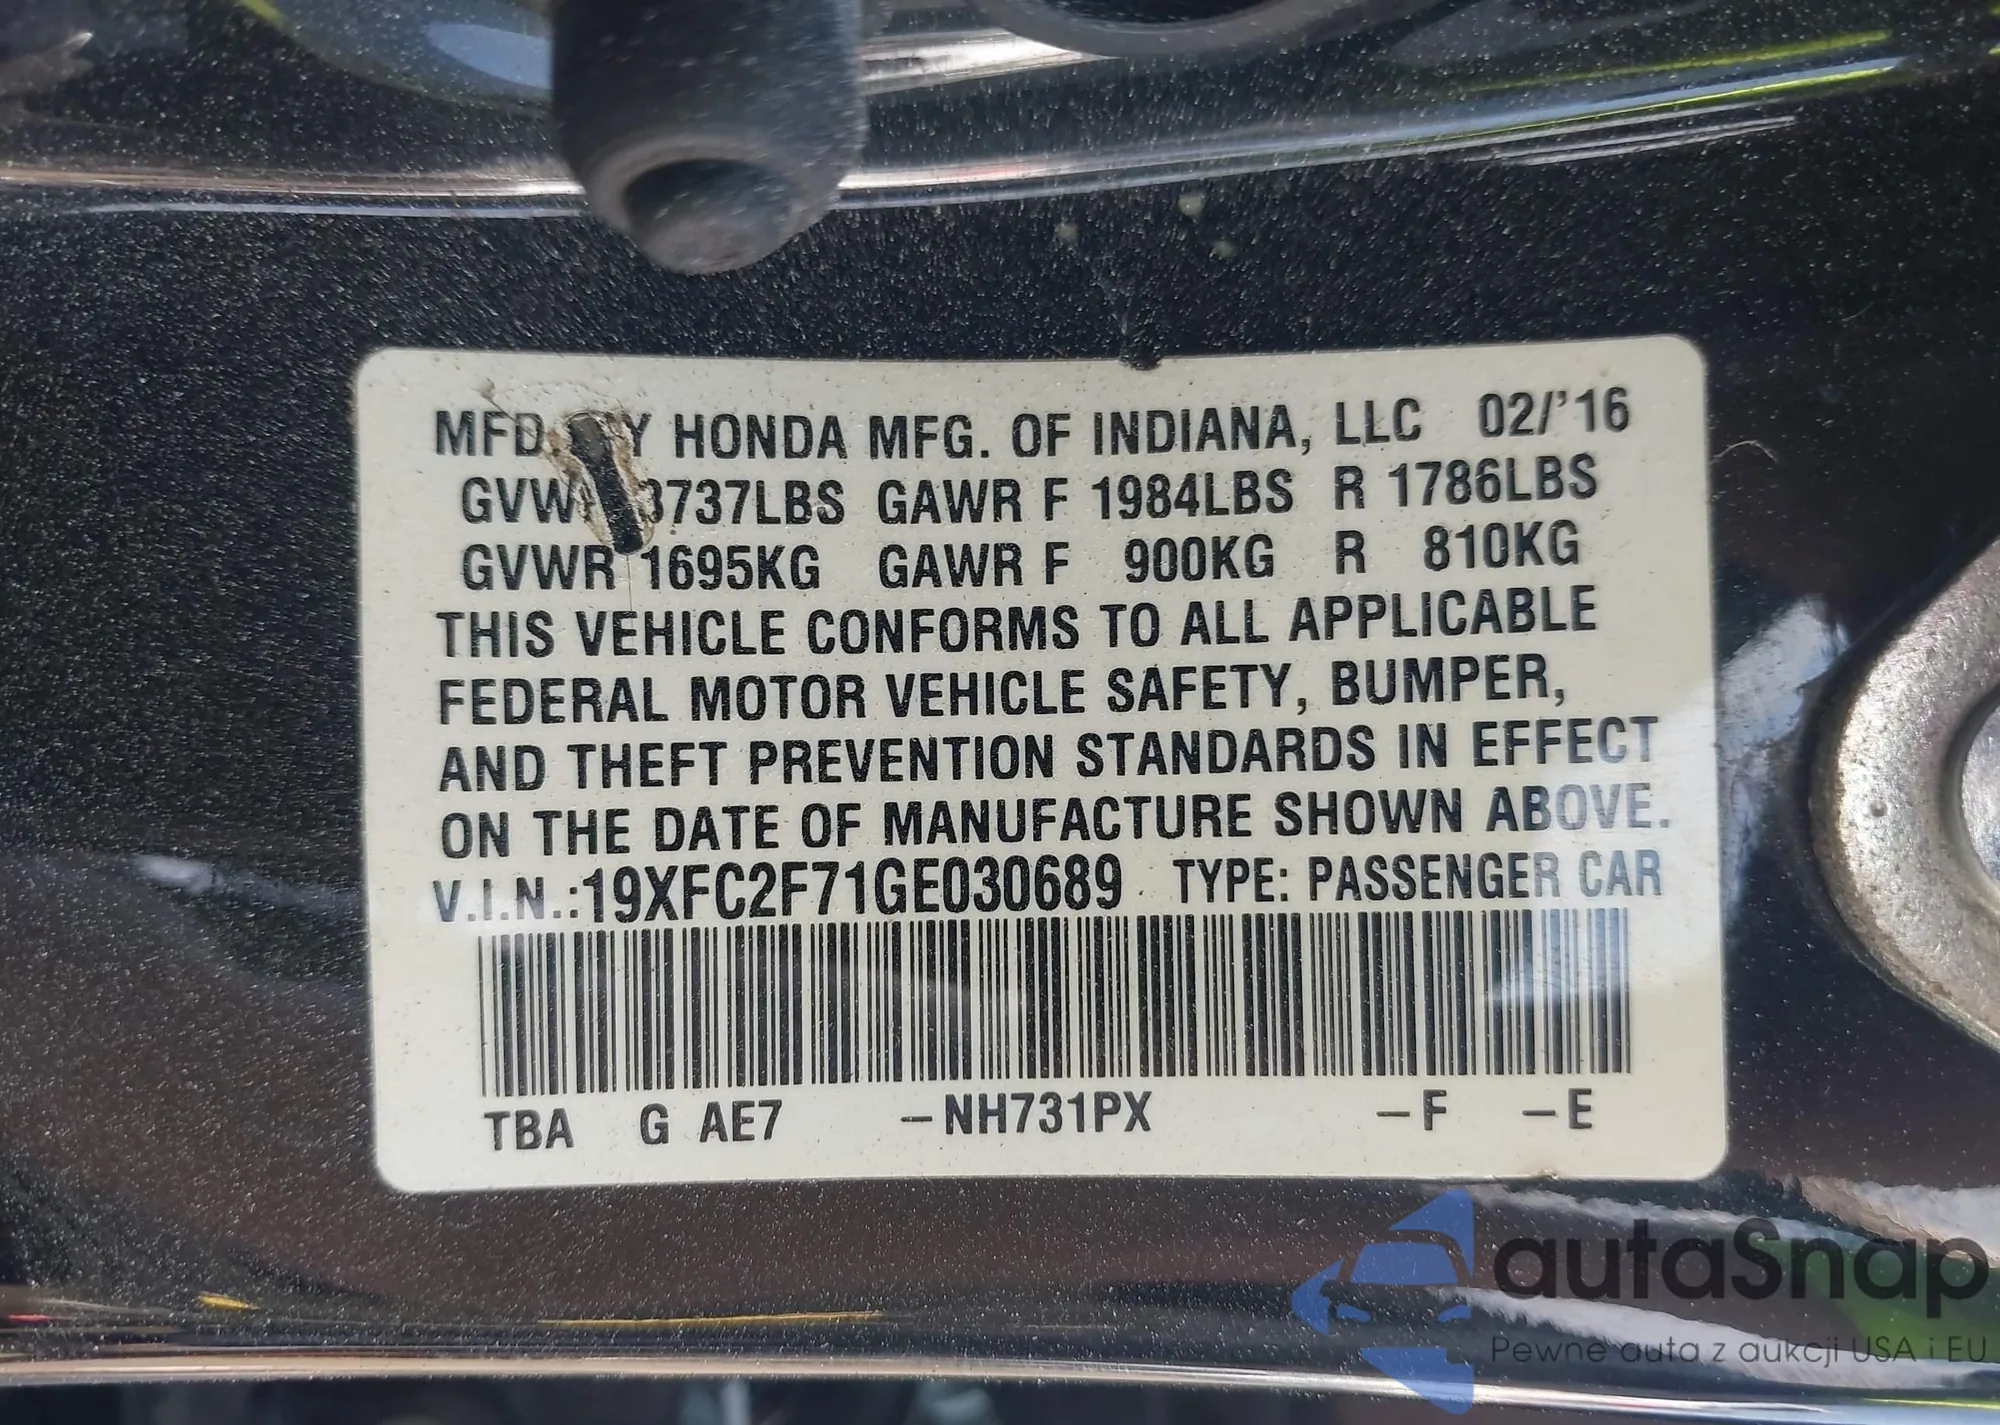 MFD Y HONDA MFG. OF INDIANA, LLC 02/'16
GVWR 3737LBS GAWR F 1984LBS R 1786LBS
GVWR 1695KG GAWR F 900KG R 810KG
THIS VEHICLE CONFORMS TO ALL APPLICABLE
FEDERAL MOTOR VEHICLE SAFETY, BUMPER,
AND THEFT PREVENTION STANDARDS IN EFFECT
ON THE DATE OF MANUFACTURE SHOWN ABOVE.
V.I.N.:19XFC2F71GE030689 TYPE: PASSENGER CAR
TBA G AE7 –NH731PX –F –E
autaSnap
Pewne auta z aukcji USA i EU